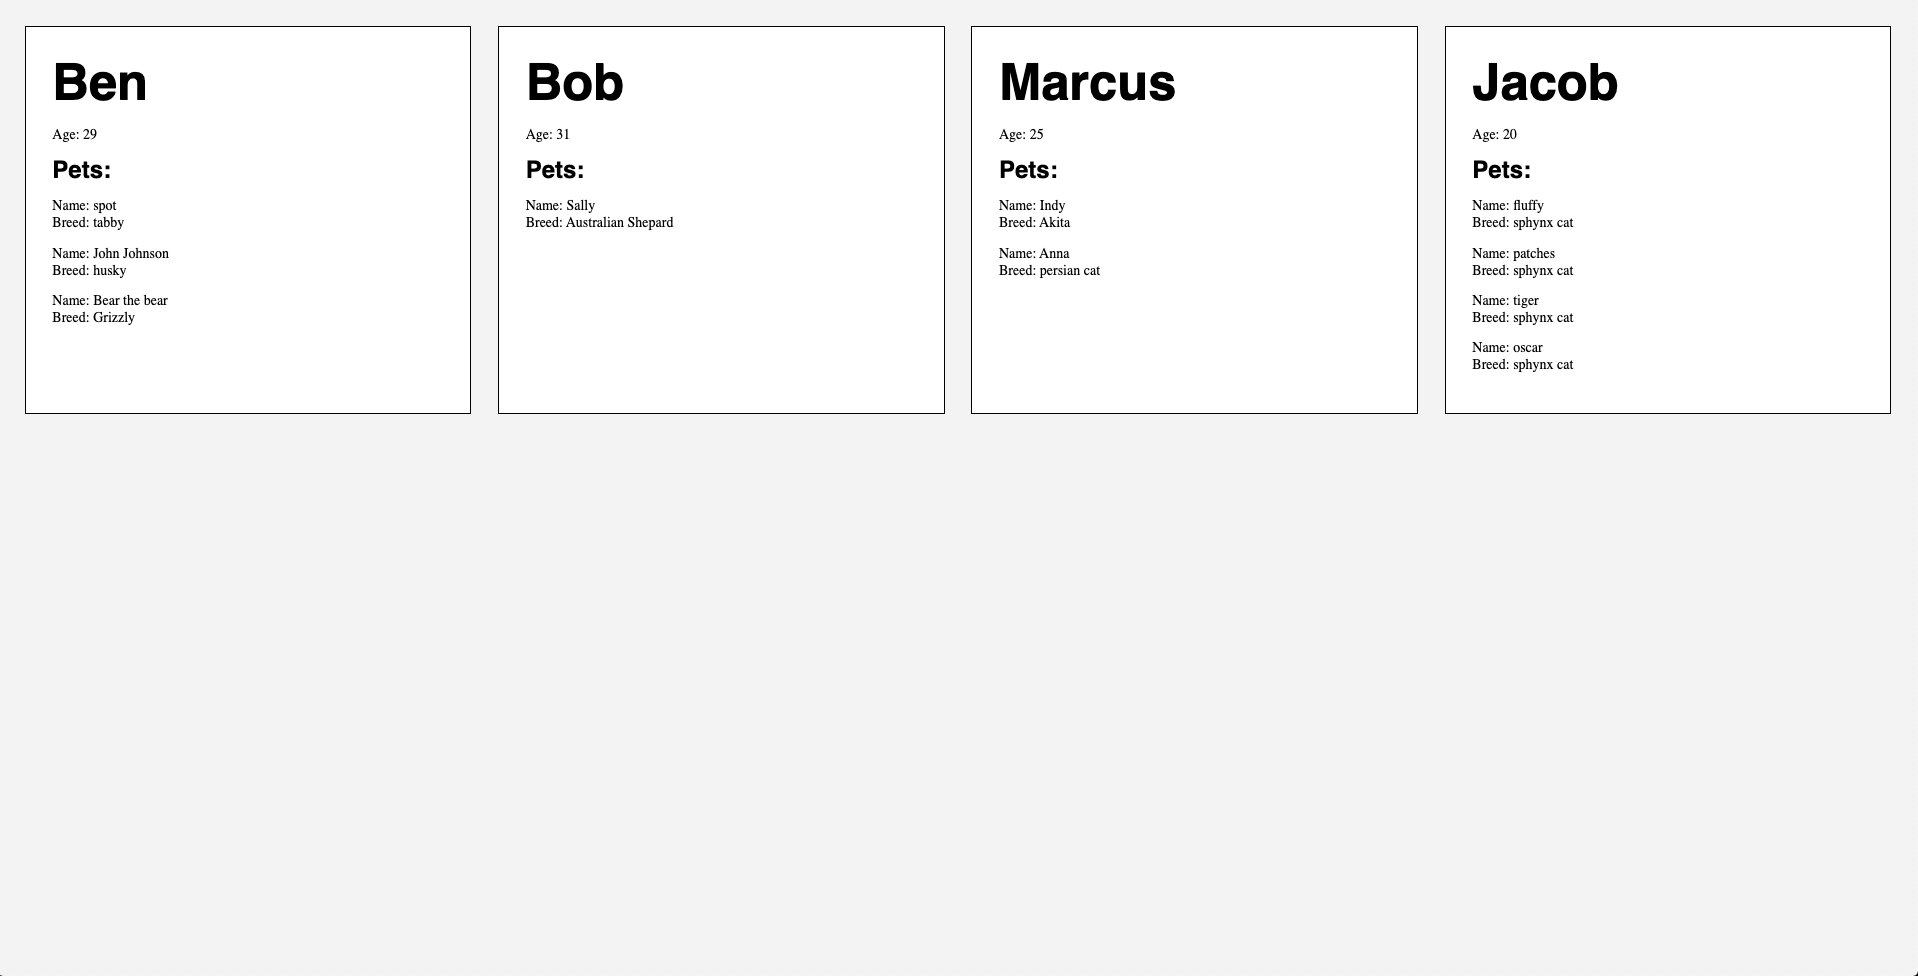 Ben
Age: 29
Pets:
Name: spot
Breed: tabby
Name: John Johnson
Breed: husky
Name: Bear the bear
Breed: Grizzly
Bob
Age: 31
Pets:
Name: Sally
Breed: Australian Shepard
Marcus
Age: 25
Pets:
Name: Indy
Breed: Akita
Name: Anna
Breed: persian cat
Jacob
Age: 20
Pets:
Name: fluffy
Breed: sphynx cat
Name: patches
Breed: sphynx cat
Name: tiger
Breed: sphynx cat
Name: oscar
Breed: sphynx cat